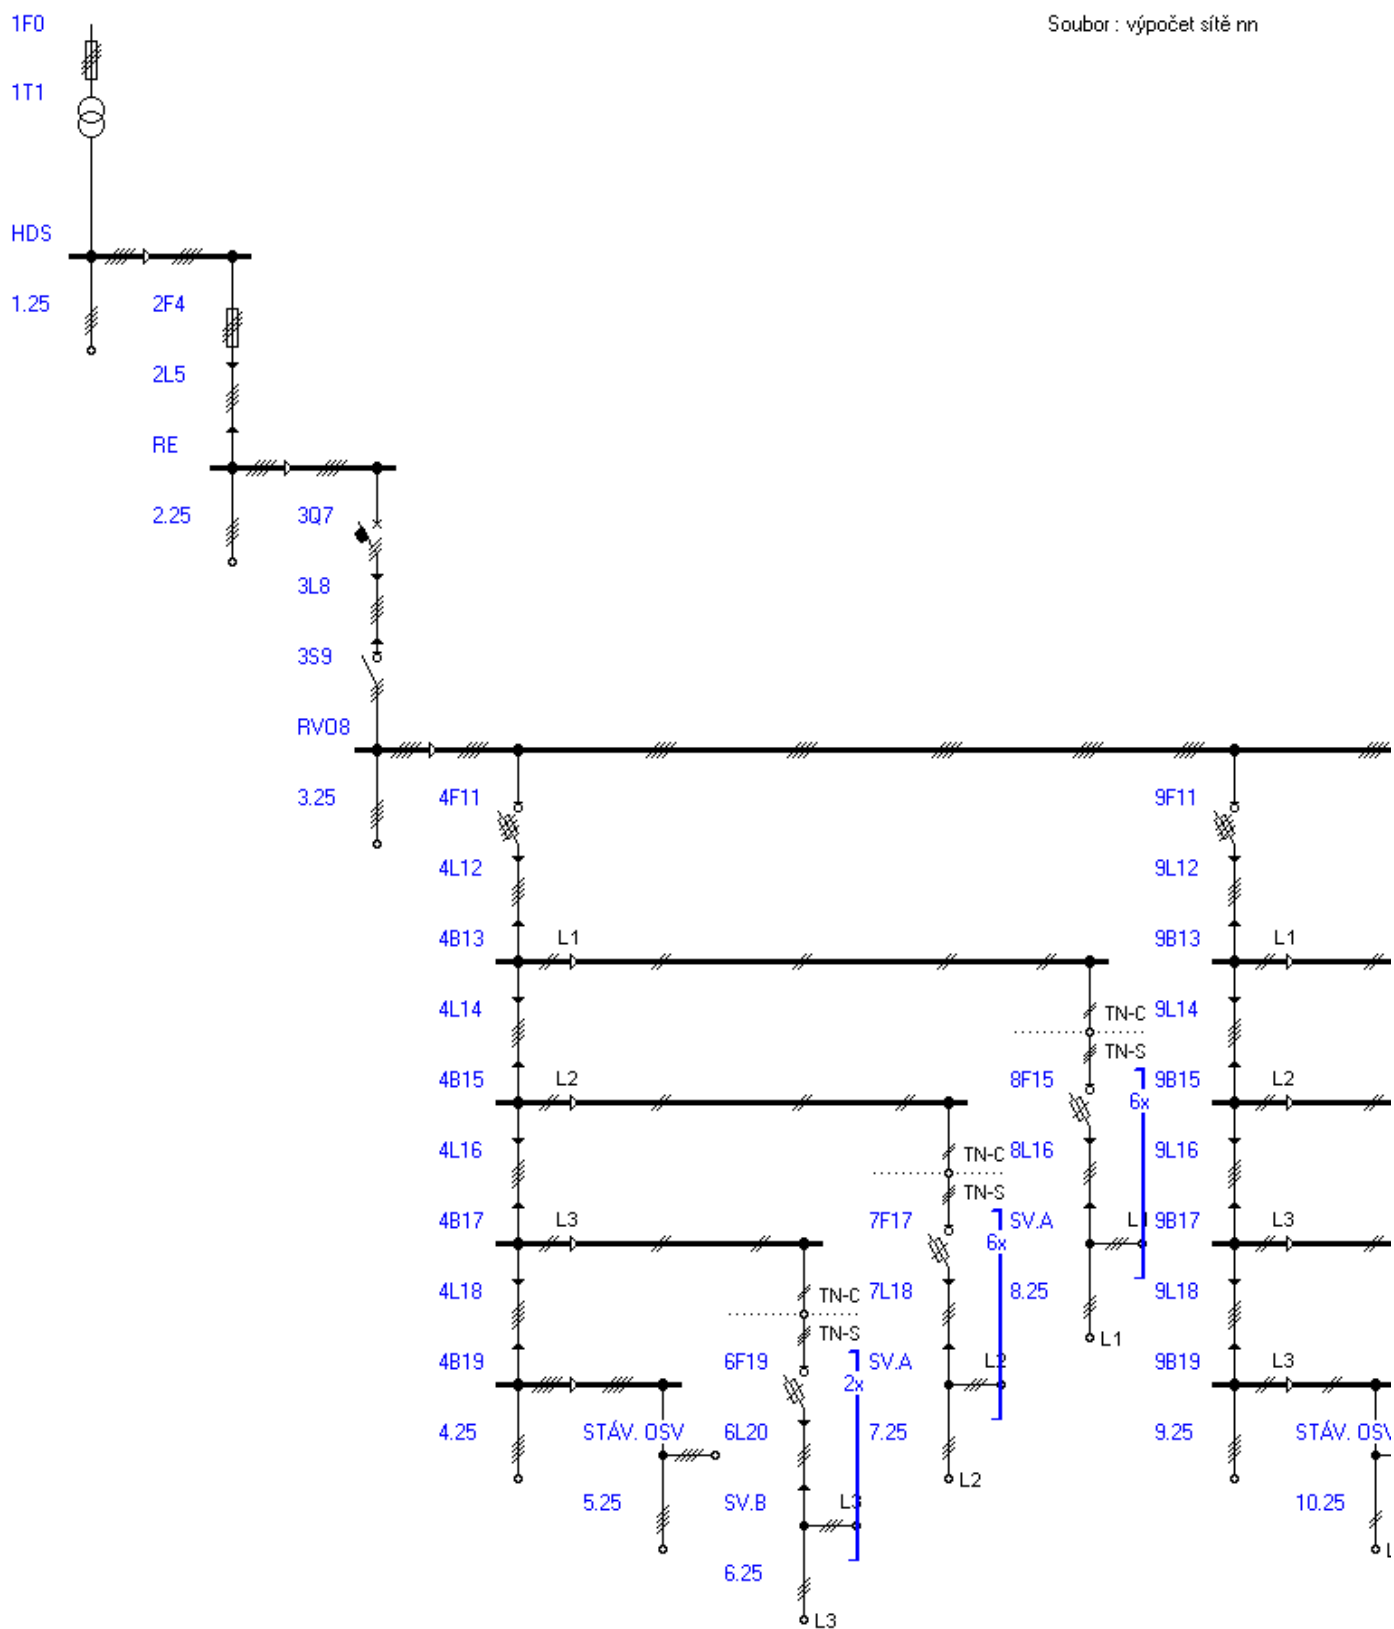 1F0
Soubor : výpočet sítě nn
1T1
HDS
1.25
2F4
2L5
RE
2.25
3Q7
3L8
3S9
RVO8
3.25
4F11
9F11
4L12
9L12
4B13
L1
9B13
L1
4L14
TN-C
9L14
TN-S
4B15
L2
8F15
6x
9B15
L2
4L16
TN-C
8L16
9L16
TN-S
4B17
L3
7F17
6x
SV.A
9B17
L3
4L18
TN-C
7L18
8.25
9L18
TN-S
L1
4B19
6F19
2x
SV.A
L2
9B19
L3
4.25
STÁV. OSV
6L20
7.25
9.25
STÁV. OSV
L2
5.25
SV.B
L3
10.25
6.25
L3